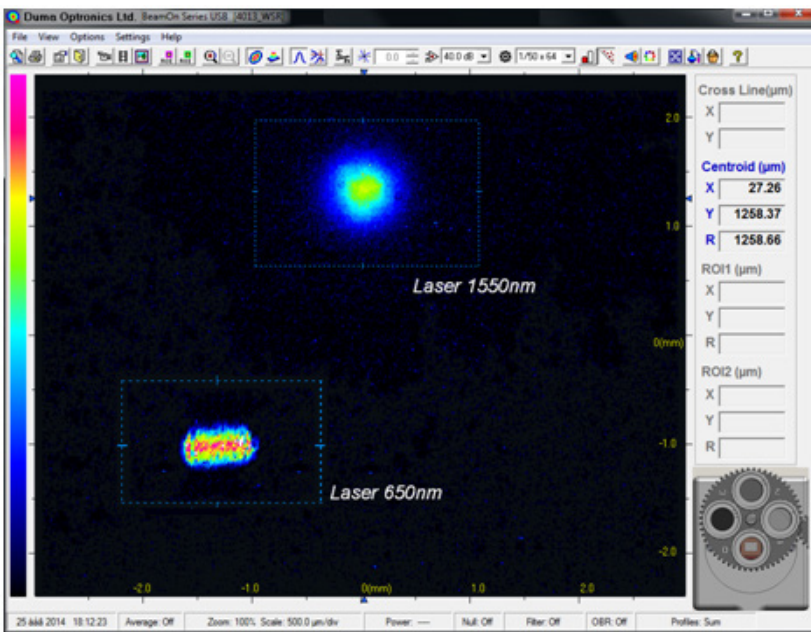 Duma Optronics Ltd. BeamOn Series USB [4013_WSR]
File View Options Settings Help
0.0 40.0 dB 1/50 x 64
Cross Line(µm)
X
Y
Centroid (µm)
X 27.26
Y 1258.37
R 1258.66
ROI1 (µm)
X
Y
R
ROI2 (µm)
X
Y
R
2.0
1.0
Laser 1550nm
0(mm)
-1.0
Laser 650nm
-2.0
-2.0 -1.0 0(mm) 1.0 2.0
25 āāā 2014 18:12:23 Average: Off Zoom: 100% Scale: 500.0 µm/div Power: ---- Null: Off Filter: Off OBR: Off Profiles: Sum